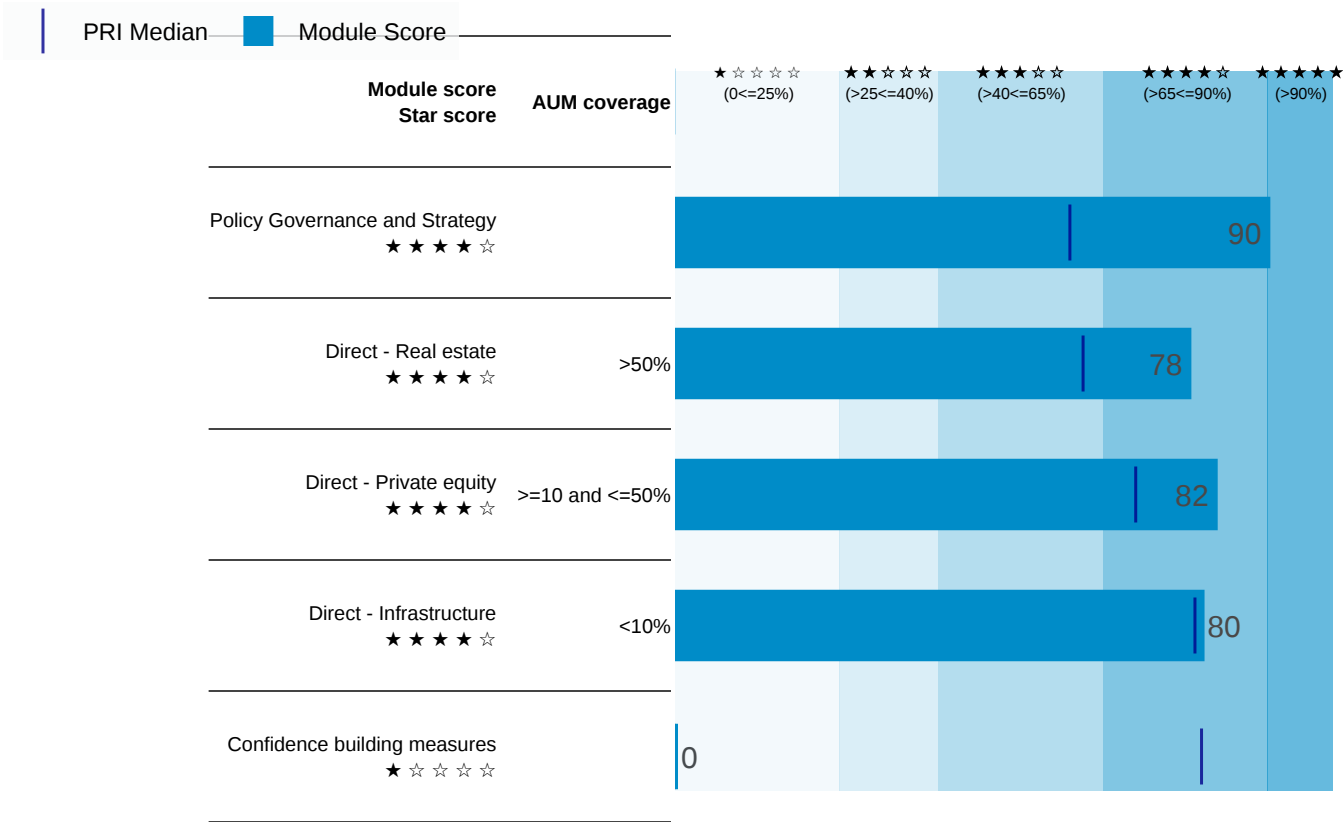 PRI Median Module Score
Module score
Star score
AUM coverage
★ ☆ ☆ ☆ ☆ ★ ★ ☆ ☆ ☆ ★ ★ ★ ☆ ☆ ★ ★ ★ ★ ☆ ★ ★ ★ ★ ★
(0<=25%) (>25<=40%) (>40<=65%) (>65<=90%) (>90%)
Policy Governance and Strategy
★ ★ ★ ★ ☆
90
Direct - Real estate
★ ★ ★ ★ ☆
>50%
78
Direct - Private equity
★ ★ ★ ★ ☆
>=10 and <=50%
82
Direct - Infrastructure
★ ★ ★ ★ ☆
<10%
80
Confidence building measures
★ ☆ ☆ ☆ ☆
0